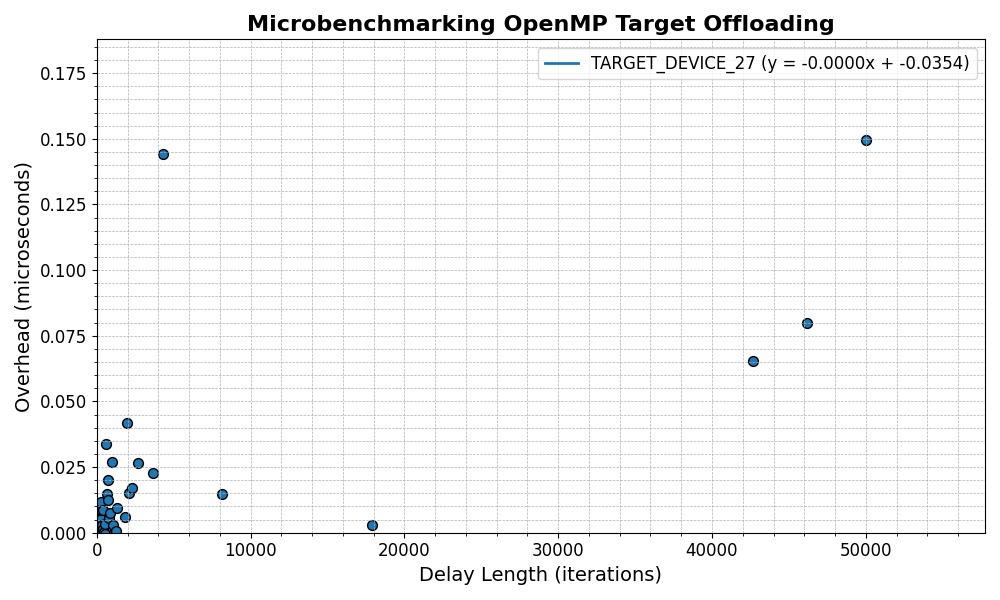 Microbenchmarking OpenMP Target Offloading
TARGET_DEVICE_27 (y = -0.0000x + -0.0354)
Overhead (microseconds)
0.175
0.150
0.125
0.100
0.075
0.050
0.025
0.000
0 10000 20000 30000 40000 50000
Delay Length (iterations)